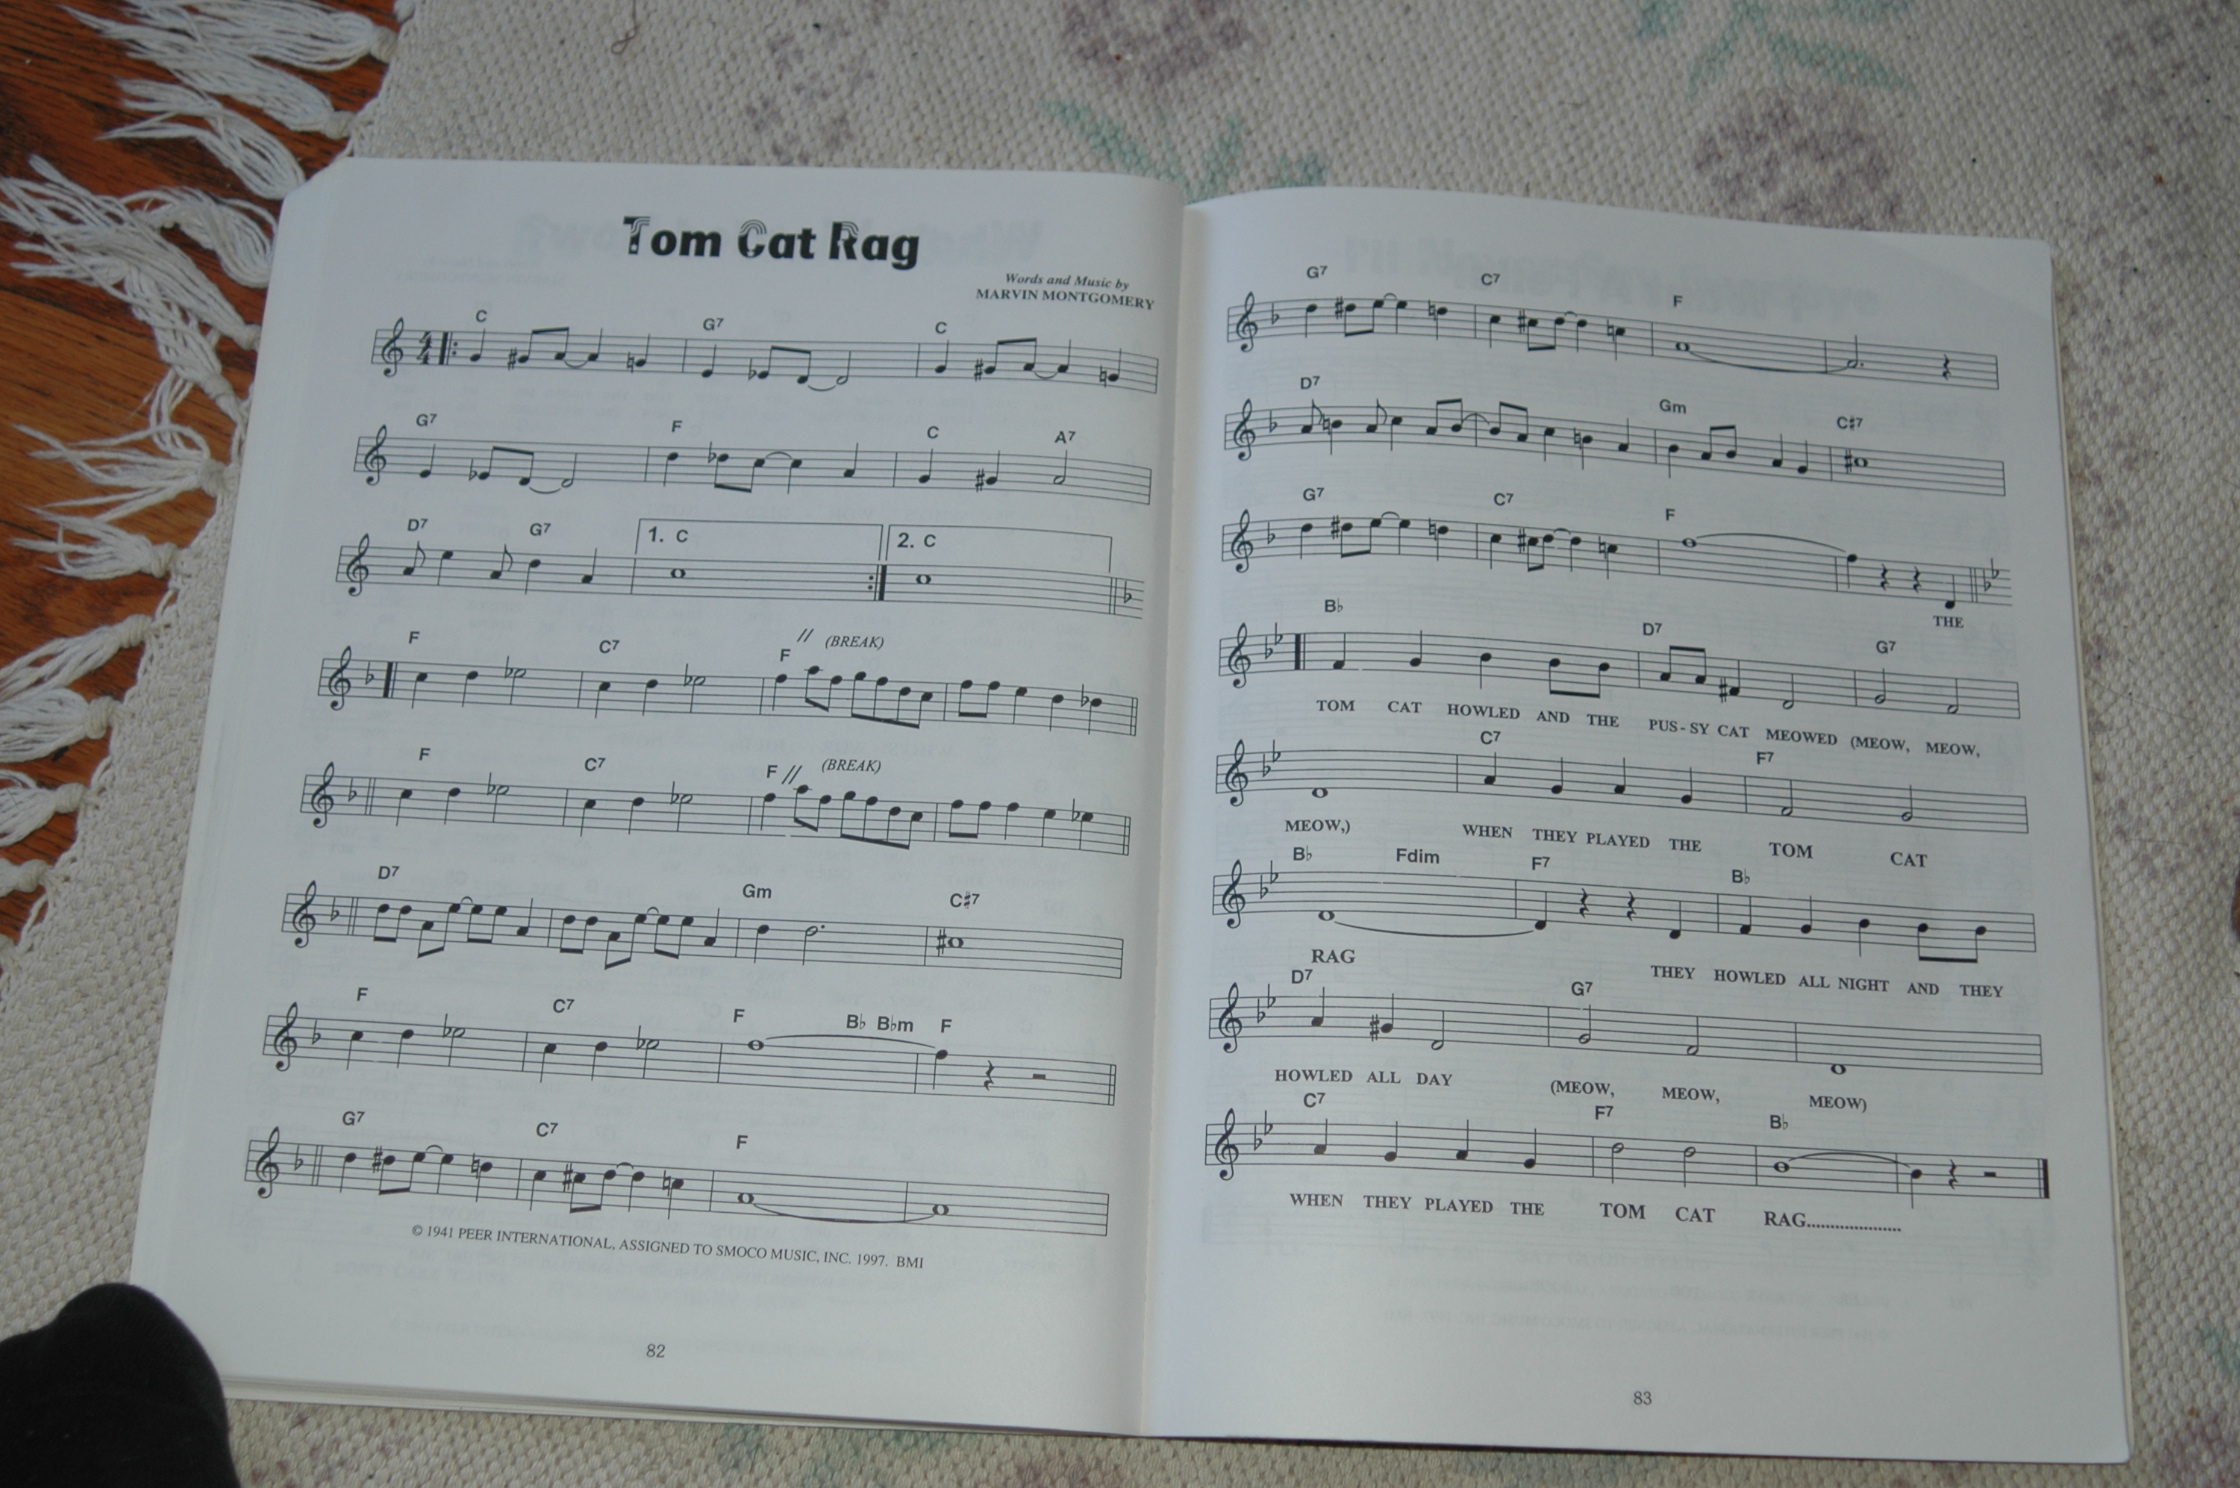 Tom Cat Rag
Words and Music by
MARVIN MONTGOMERY
C G7 C
G7 F C A7
D7 G7 1. C 2. C
F C7 F // (BREAK)
F C7 F // (BREAK)
D7 Gm C♯7
F C7 F B♭ B♭m F
G7 C7 F
© 1941 PEER INTERNATIONAL, ASSIGNED TO SMOCO MUSIC, INC. 1997. BMI
82
G7 C7 F
D7 Gm C♯7
G7 C7 F
THE
B♭ D7 G7
TOM CAT HOWLED AND THE PUS - SY CAT MEOWED (MEOW, MEOW,
C7 F7
MEOW,) WHEN THEY PLAYED THE TOM CAT
B♭ Fdim F7 B♭
RAG THEY HOWLED ALL NIGHT AND THEY
D7 G7
HOWLED ALL DAY (MEOW, MEOW, MEOW)
C7 F7 B♭
WHEN THEY PLAYED THE TOM CAT RAG....................
83